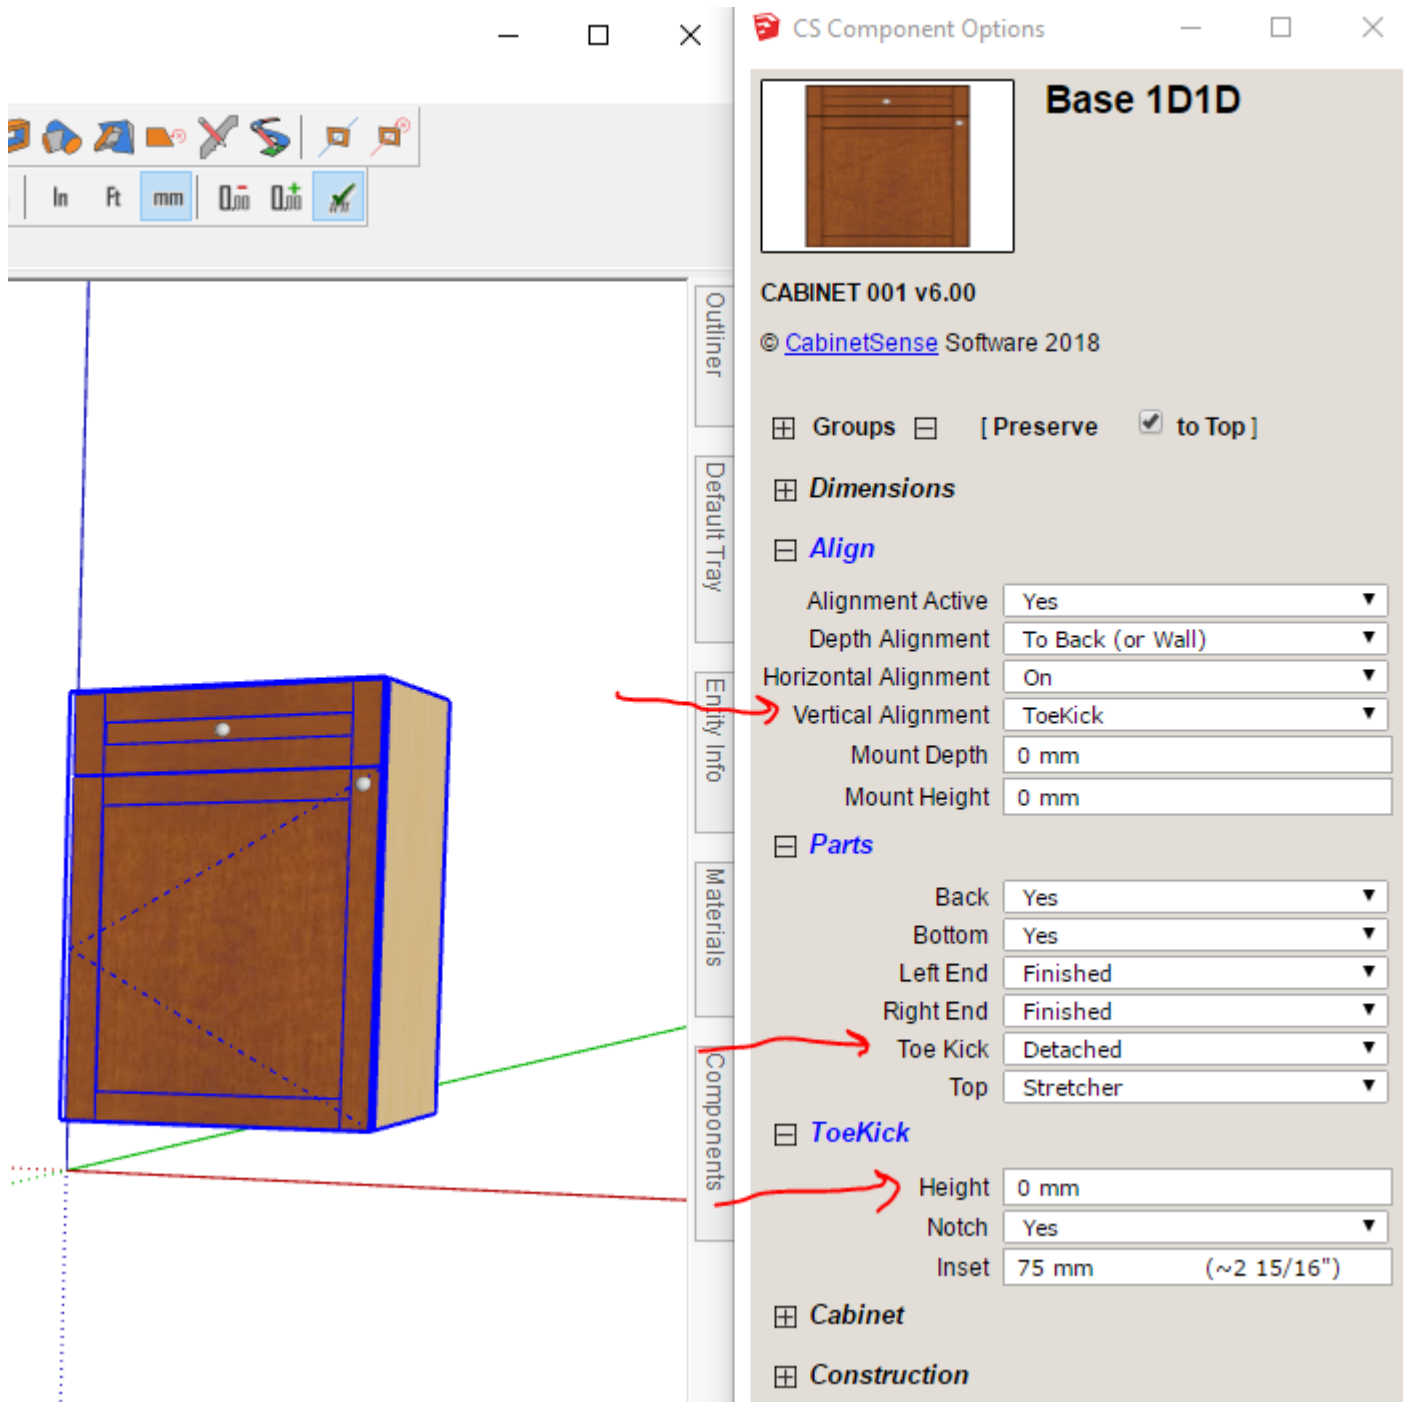 CS Component Options
Base 1D1D
In Ft mm
CABINET 001 v6.00
© CabinetSense Software 2018
Groups [ Preserve to Top ]
Dimensions
Align
Alignment Active Yes
Depth Alignment To Back (or Wall)
Horizontal Alignment On
Vertical Alignment ToeKick
Mount Depth 0 mm
Mount Height 0 mm
Parts
Back Yes
Bottom Yes
Left End Finished
Right End Finished
Toe Kick Detached
Top Stretcher
ToeKick
Height 0 mm
Notch Yes
Inset 75 mm (~2 15/16")
Cabinet
Construction
Outliner
Default Tray
Entity Info
Materials
Components